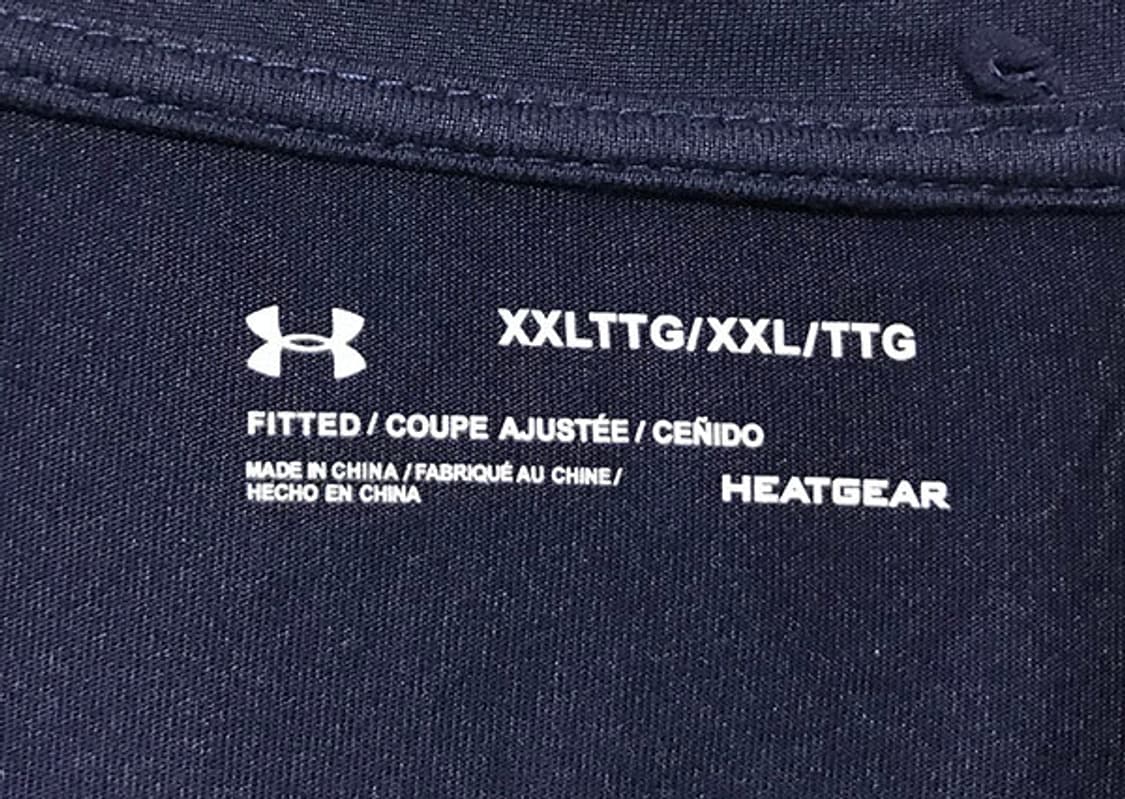 XXLTTG/XXL/TTG
FITTED / COUPE AJUSTÉE / CEÑIDO
MADE IN CHINA / FABRIQUÉ AU CHINE /
HECHO EN CHINA
HEATGEAR